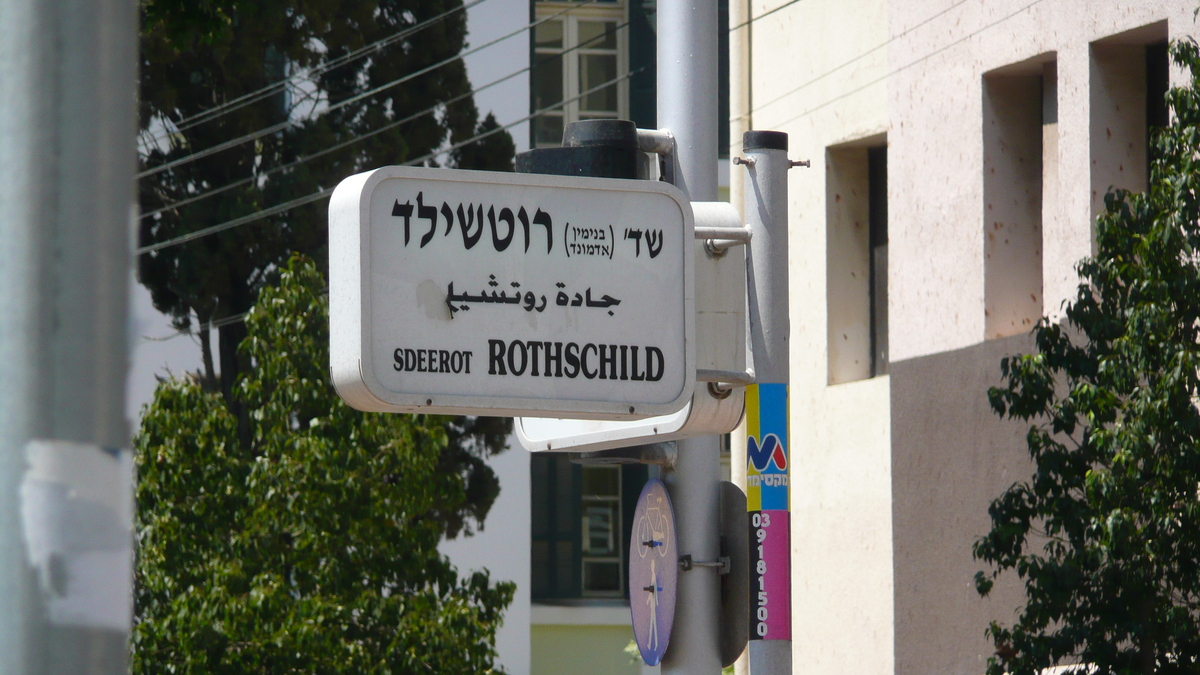 שד' (בנימין אדמונד) רוטשילד
جادة روتشيلد
SDEEROT ROTHSCHILD
03
9181500